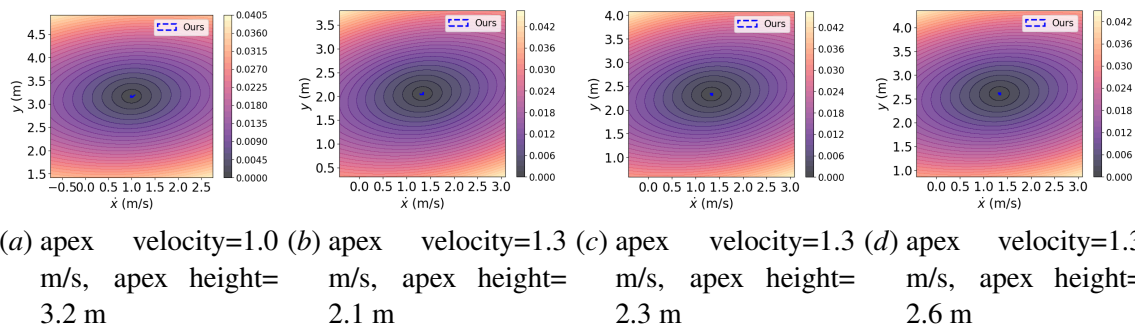 Ours
4.5
4.0
3.5
3.0
2.5
2.0
1.5
y (m)
−0.5 0.0 0.5 1.0 1.5 2.0 2.5
ẋ (m/s)
0.0405
0.0360
0.0315
0.0270
0.0225
0.0180
0.0135
0.0090
0.0045
0.0000
(a) apex velocity=1.0
m/s, apex height=
3.2 m
Ours
3.5
3.0
2.5
2.0
1.5
1.0
0.5
y (m)
0.0 0.5 1.0 1.5 2.0 2.5 3.0
ẋ (m/s)
0.042
0.036
0.030
0.024
0.018
0.012
0.006
0.000
(b) apex velocity=1.3
m/s, apex height=
2.1 m
Ours
4.0
3.5
3.0
2.5
2.0
1.5
1.0
y (m)
0.0 0.5 1.0 1.5 2.0 2.5 3.0
ẋ (m/s)
0.048
0.042
0.036
0.030
0.024
0.018
0.012
0.006
0.000
(c) apex velocity=1.3
m/s, apex height=
2.3 m
Ours
4.0
3.5
3.0
2.5
2.0
1.5
1.0
y (m)
0.0 0.5 1.0 1.5 2.0 2.5 3.0
ẋ (m/s)
0.042
0.036
0.030
0.024
0.018
0.012
0.006
0.000
(d) apex velocity=1.3
m/s, apex height=
2.6 m